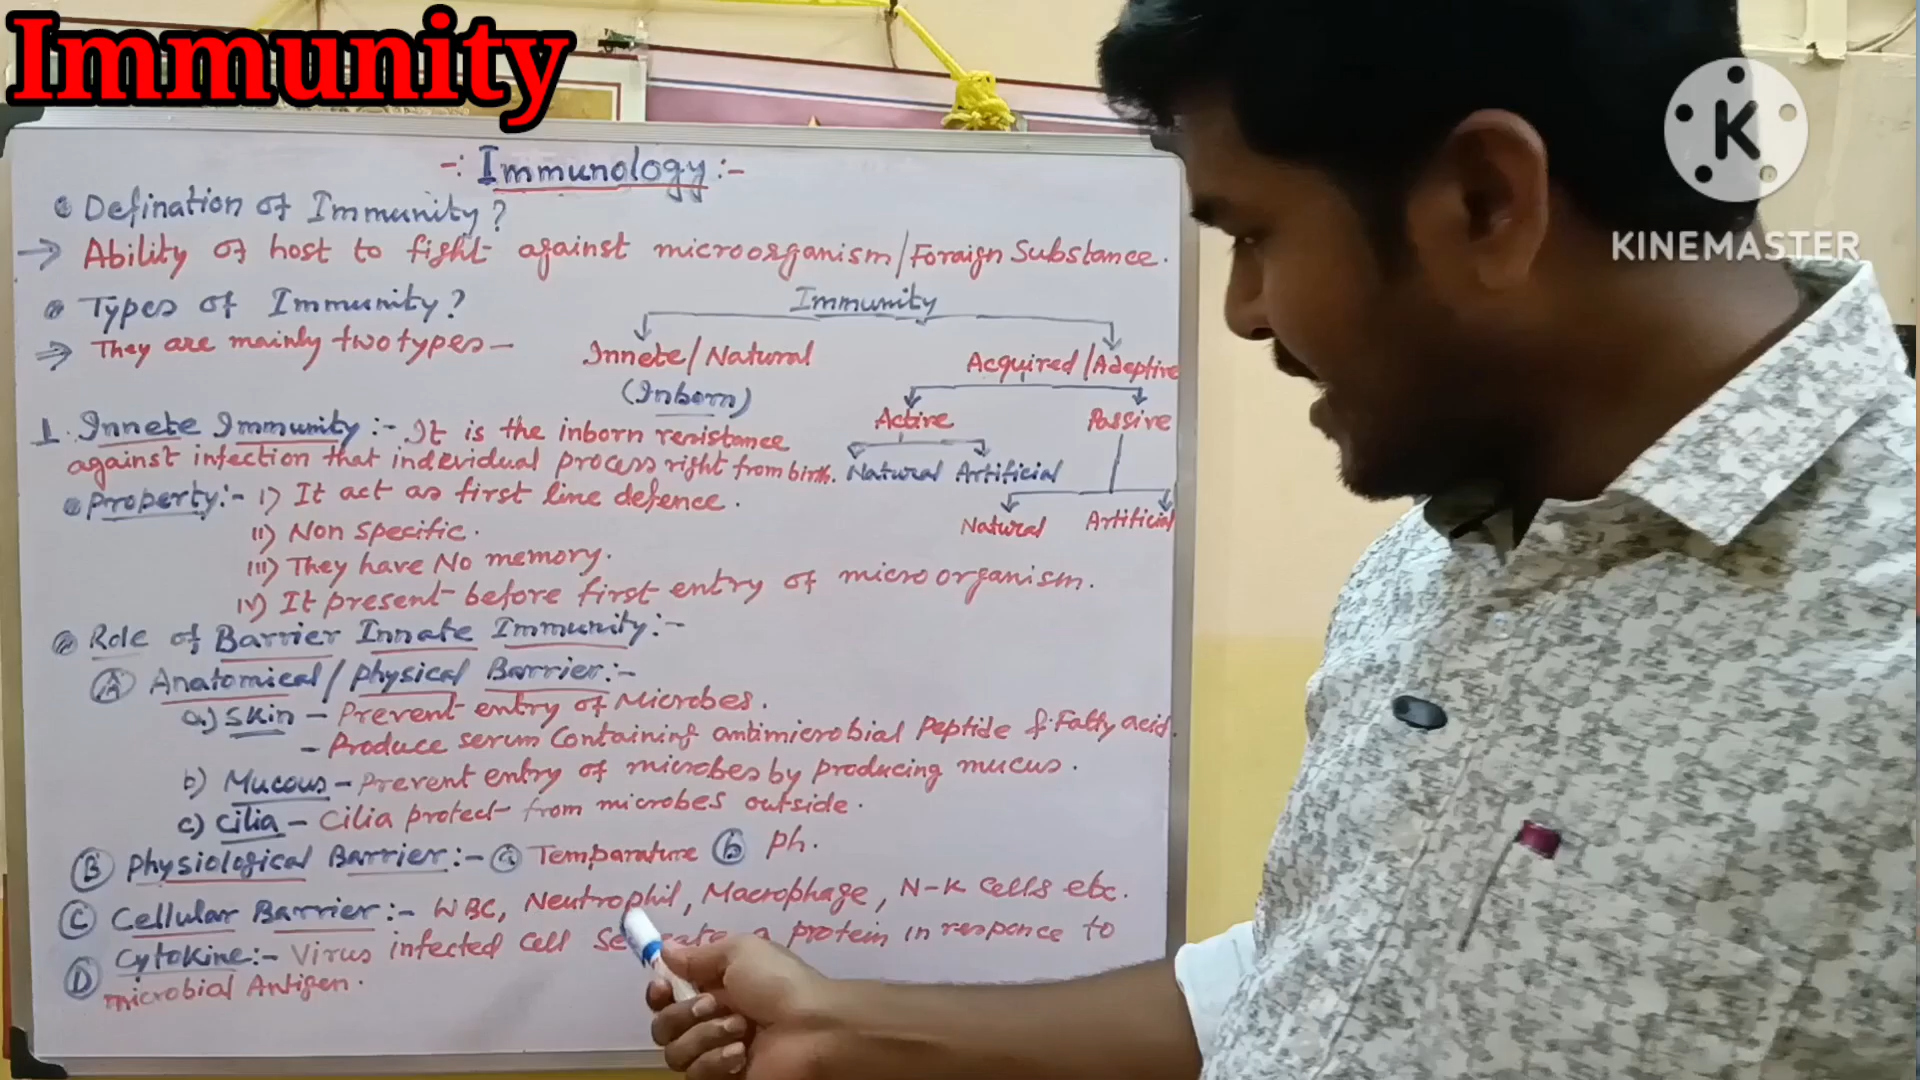 Immunity
K
KINEMASTER
-: Immunology :-
Defination of Immunity?
→ Ability of host to fight against microorganism/Foraign Substance.
Types of Immunity?
⇒ They are mainly two types -
Immunity
Innete/Natural
(Inborn)
Acquired/Adeptive
Active
Passive
Natural Artificial
Natural Artificial
1. Innete Immunity :- It is the inborn resistance
against infection that individual process right from birth.
Property :- i) It act as first line defence.
ii) Non specific.
iii) They have No memory.
iv) It present before first entry of microorganism.
Role of Barrier Innate Immunity :-
(A) Anatomical/physical Barrier :-
a) Skin - Prevent entry of Microbes.
- Produce serum containing antimicrobial peptide & Fatty acid.
b) Mucous - Prevent entry of microbes by producing mucus.
c) Cilia - Cilia protect from microbes outside.
(B) Physiological Barrier :- (a) Temparature (b) ph.
(C) Cellular Barrier :- WBC, Neutrophil, Macrophage, N-K cells etc.
(D) Cytokine :- Virus infected cell a protein in responce to
microbial Antigen.